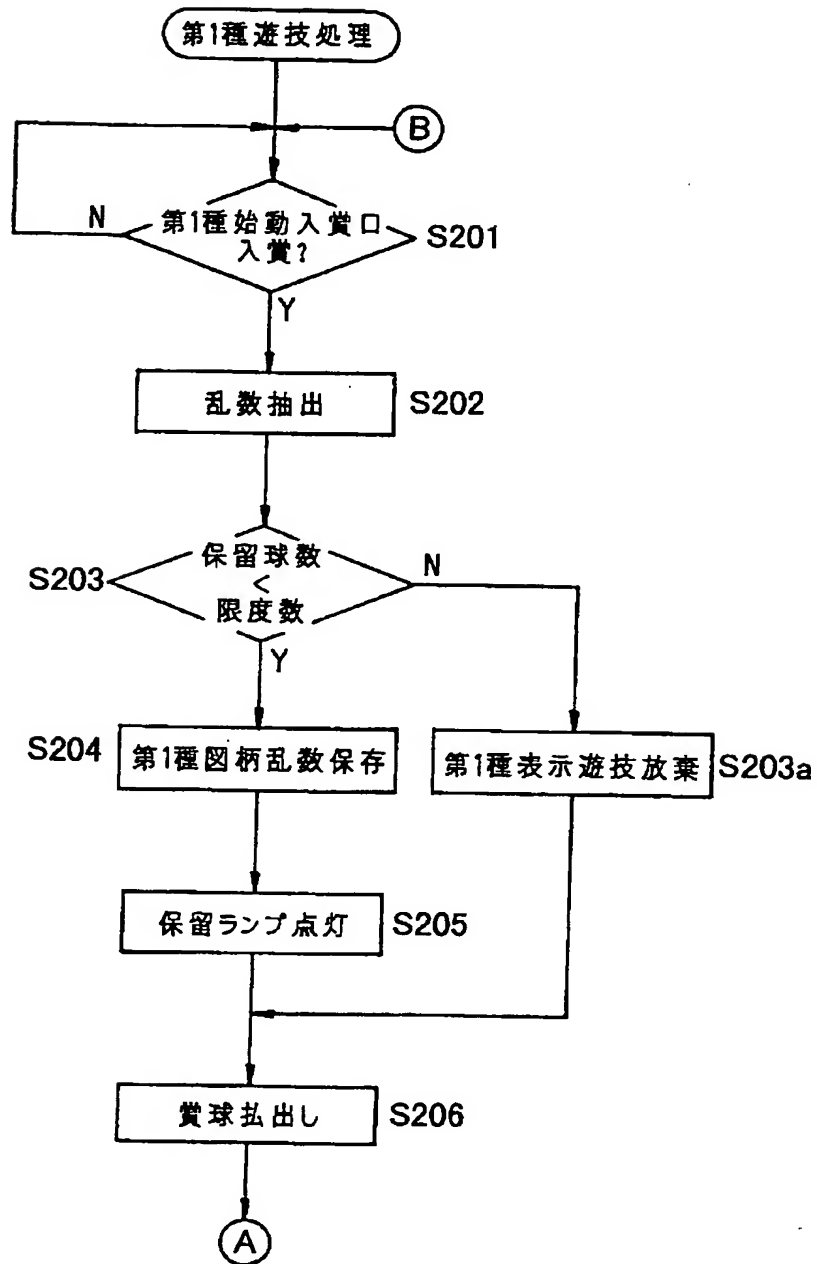 第1種遊技処理
B
N
第1種始動入賞口
入賞?
S201
Y
乱数抽出
S202
S203
保留球数
<
限度数
N
Y
S204
第1種図柄乱数保存
第1種表示遊技放棄
S203a
保留ランプ点灯
S205
賞球払出し
S206
A